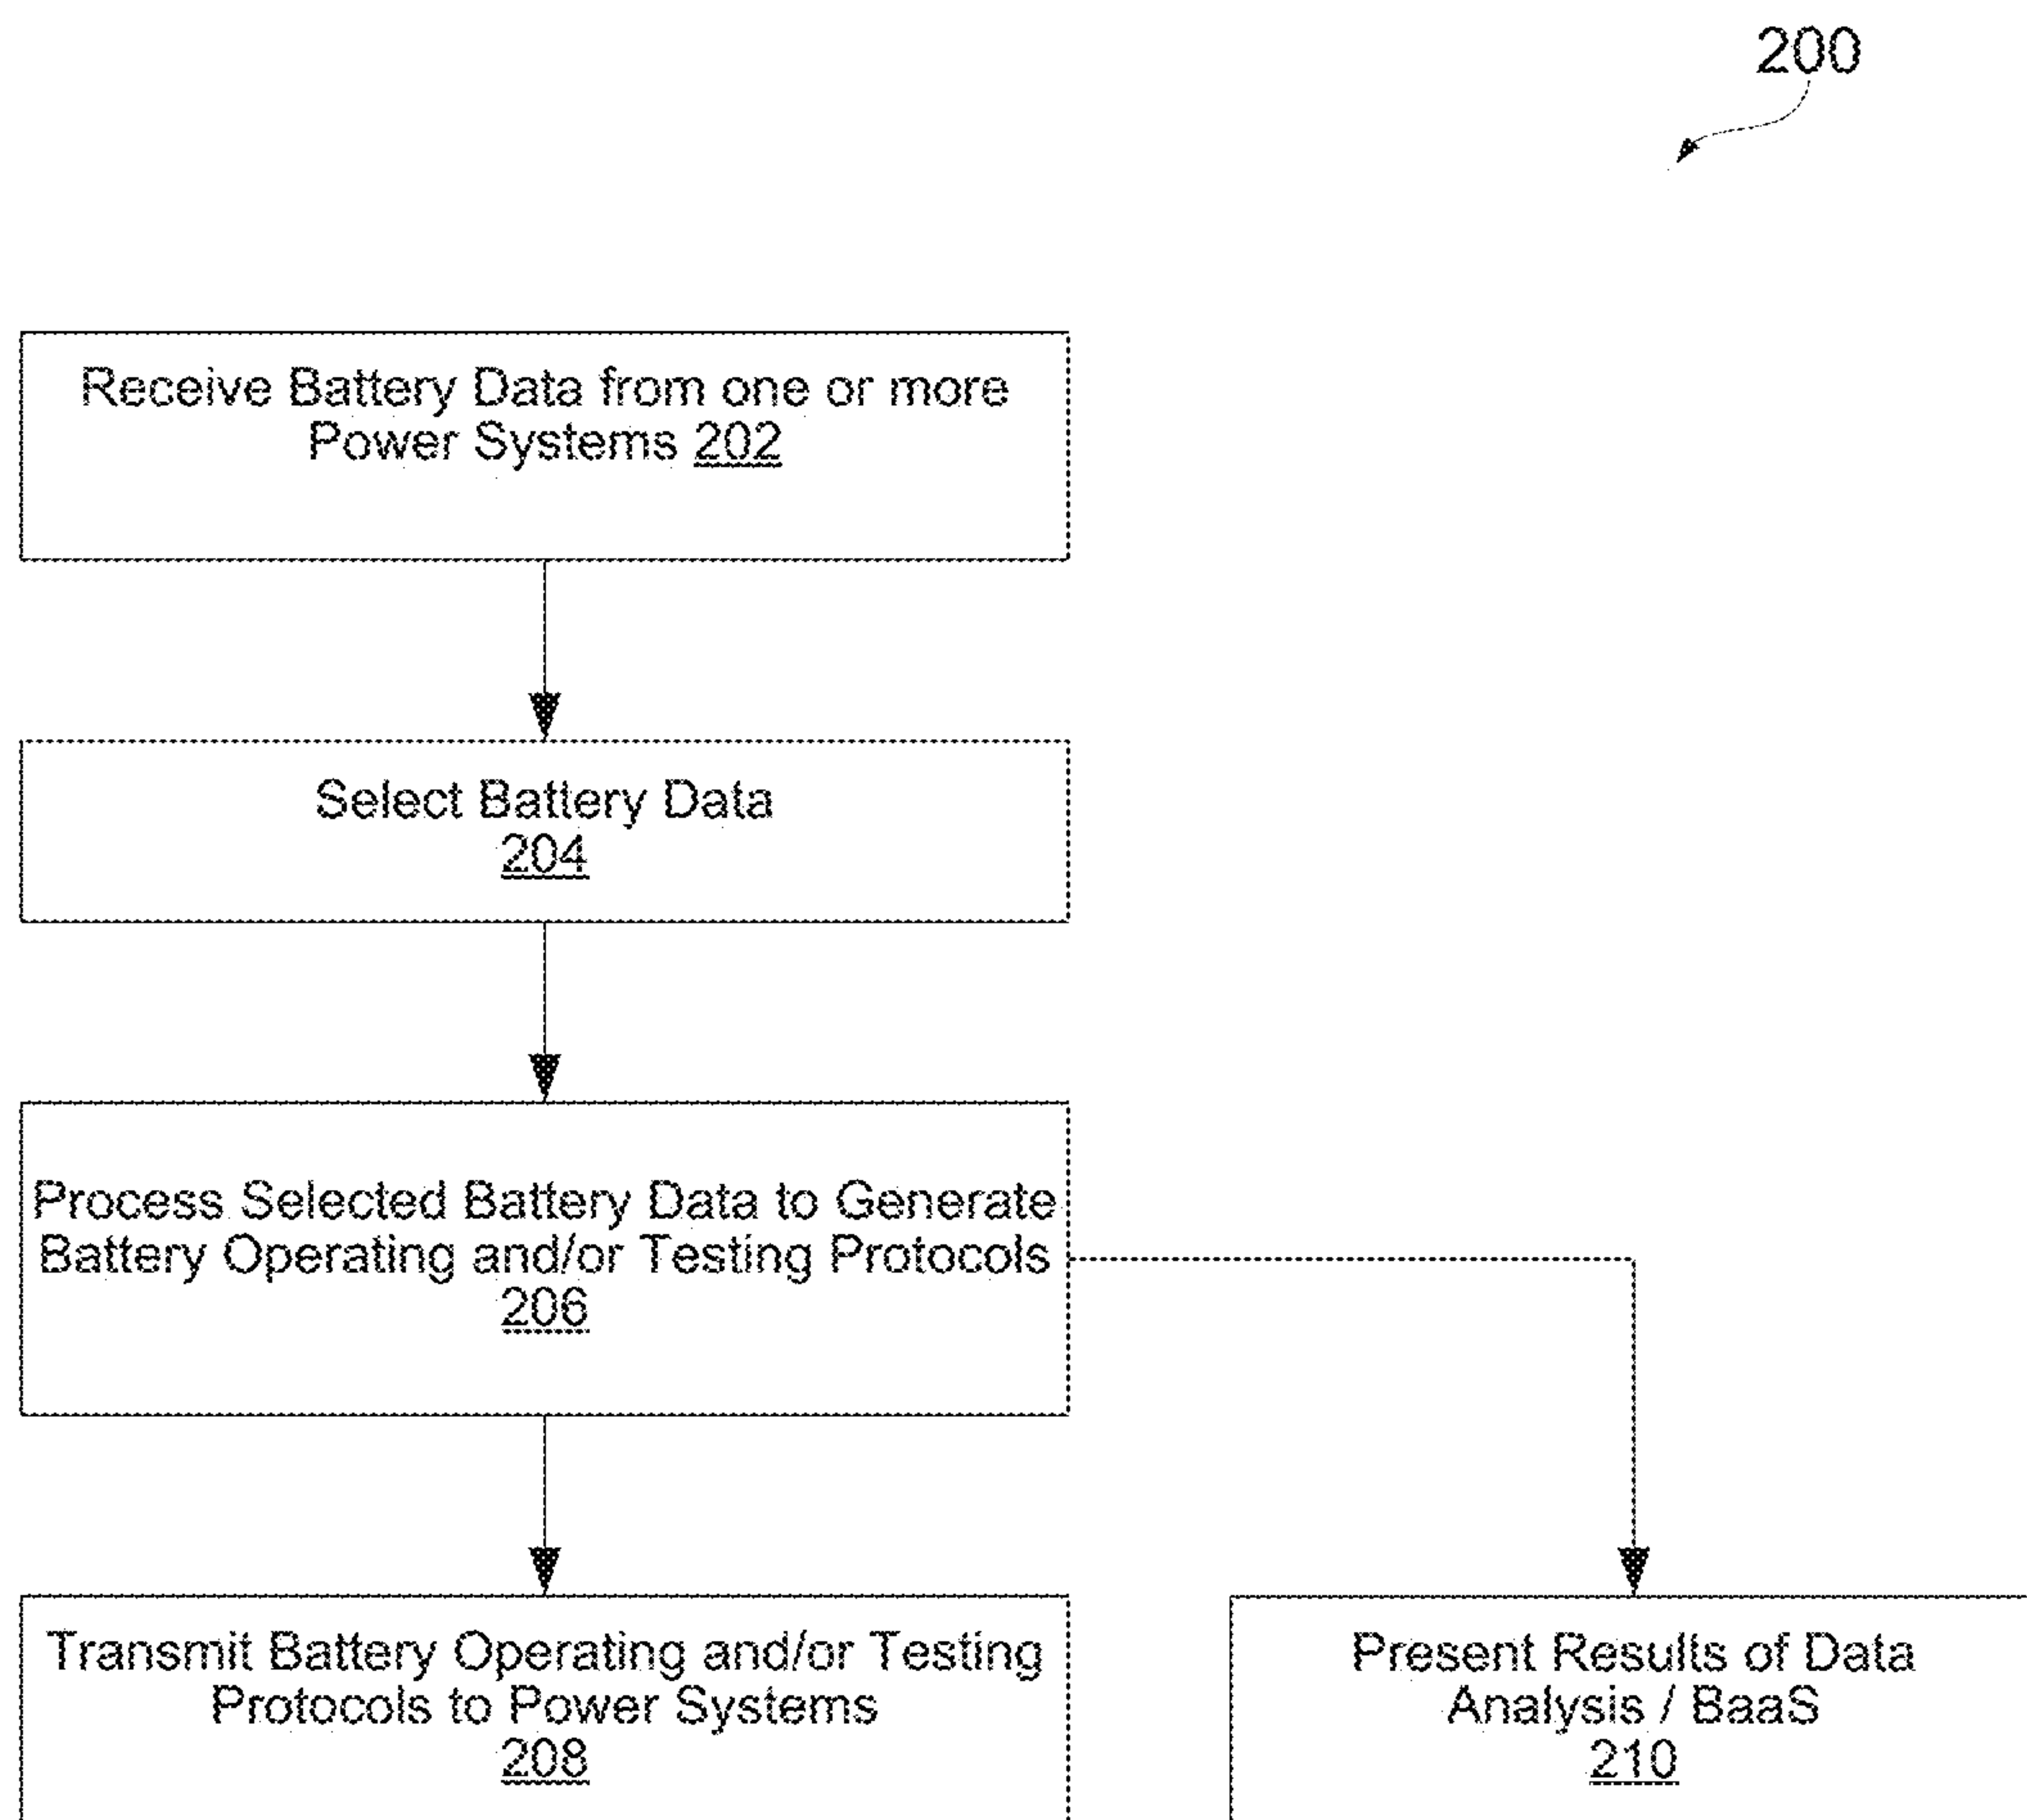 200
Receive Battery Data from one or more
Power Systems 202
Select Battery Data
204
Process Selected Battery Data to Generate
Battery Operating and/or Testing Protocols
206
Transmit Battery Operating and/or Testing
Protocols to Power Systems
208
Present Results of Data
Analysis / BaaS
210